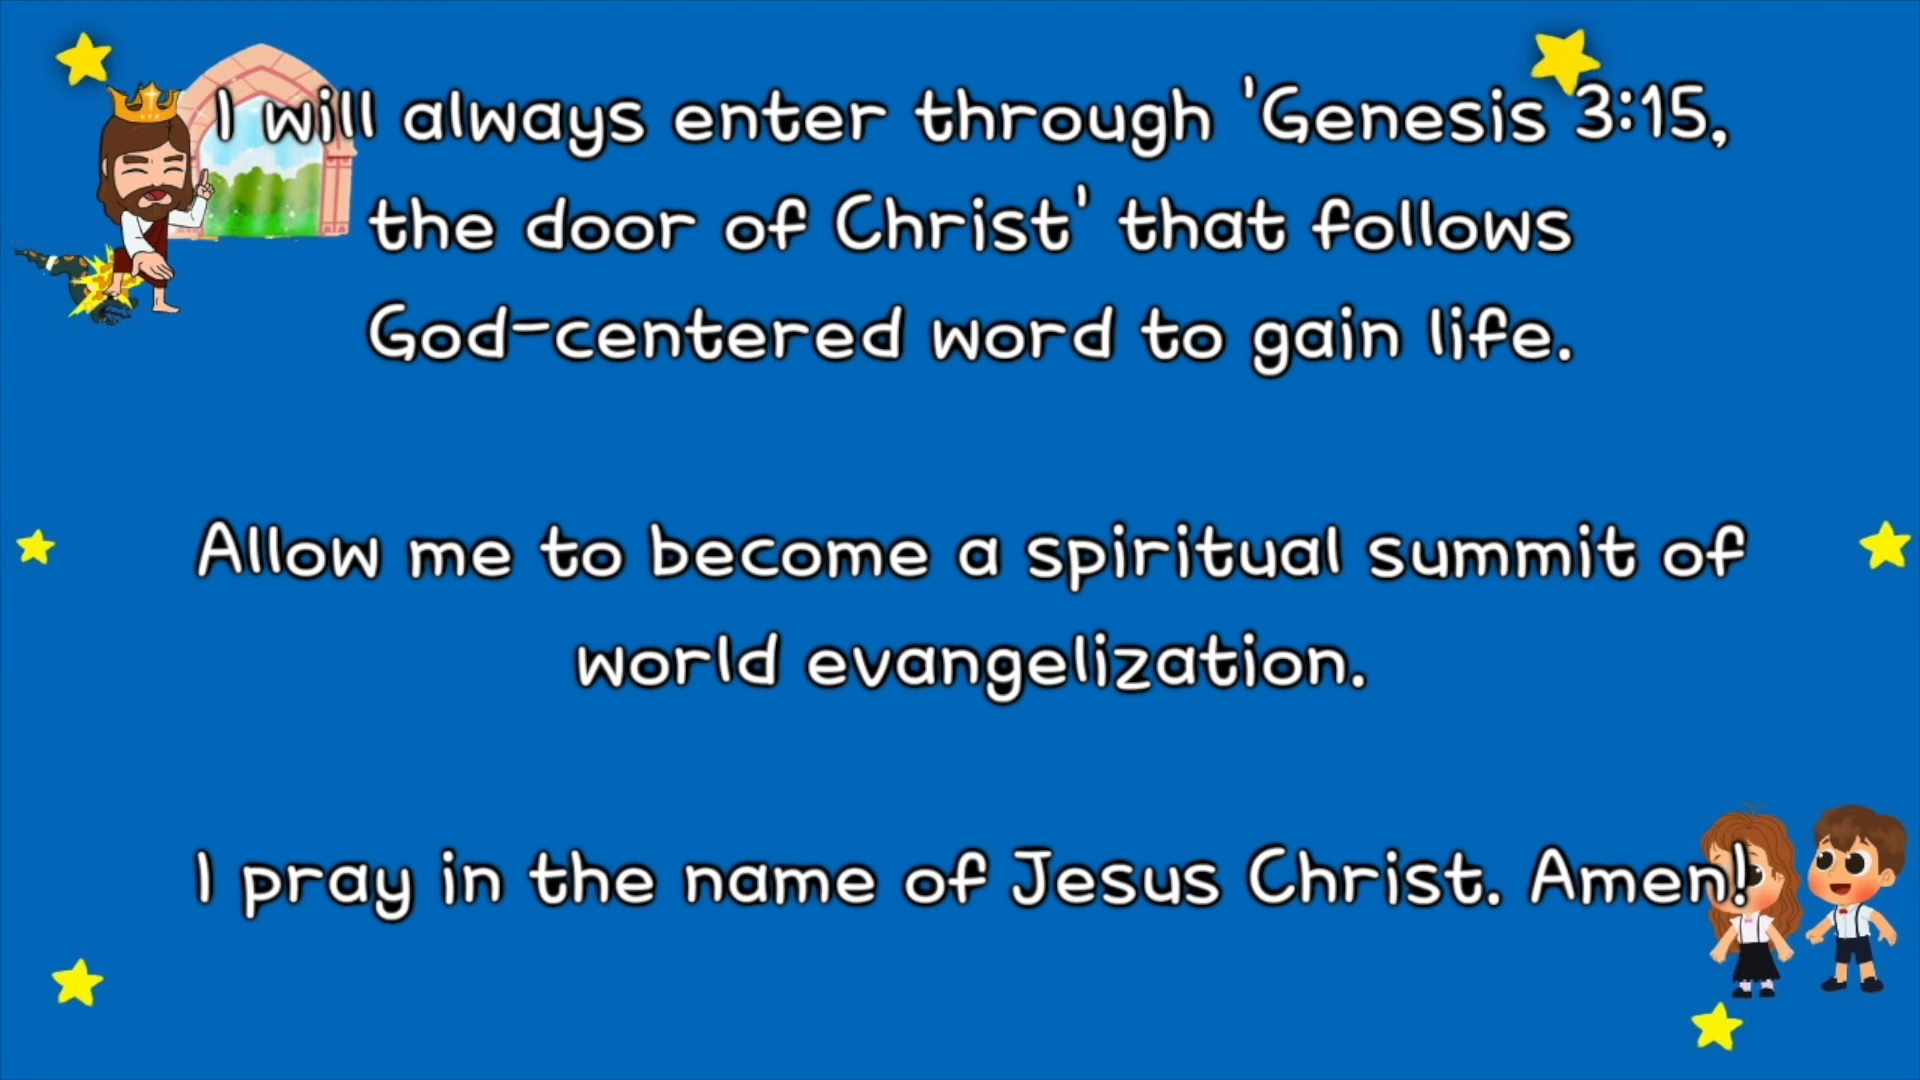 I will always enter through 'Genesis 3:15,
the door of Christ' that follows
God-centered word to gain life.
Allow me to become a spiritual summit of
world evangelization.
I pray in the name of Jesus Christ. Amen!